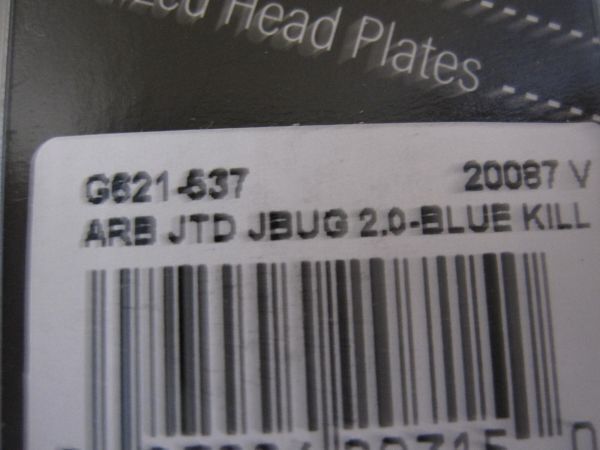 Head Plates
G621-537 20087 V
ARB JTD JBUG 2.0-BLUE KILL